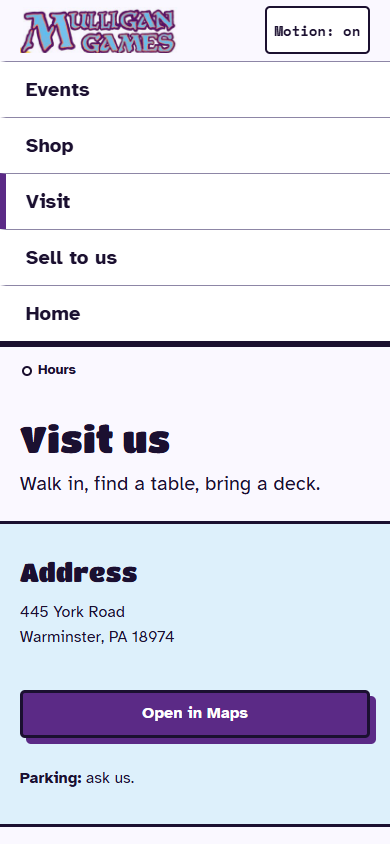 MULLIGAN
GAMES
Motion: on
Events
Shop
Visit
Sell to us
Home
Hours
Visit us
Walk in, find a table, bring a deck.
Address
445 York Road
Warminster, PA 18974
Open in Maps
Parking: ask us.